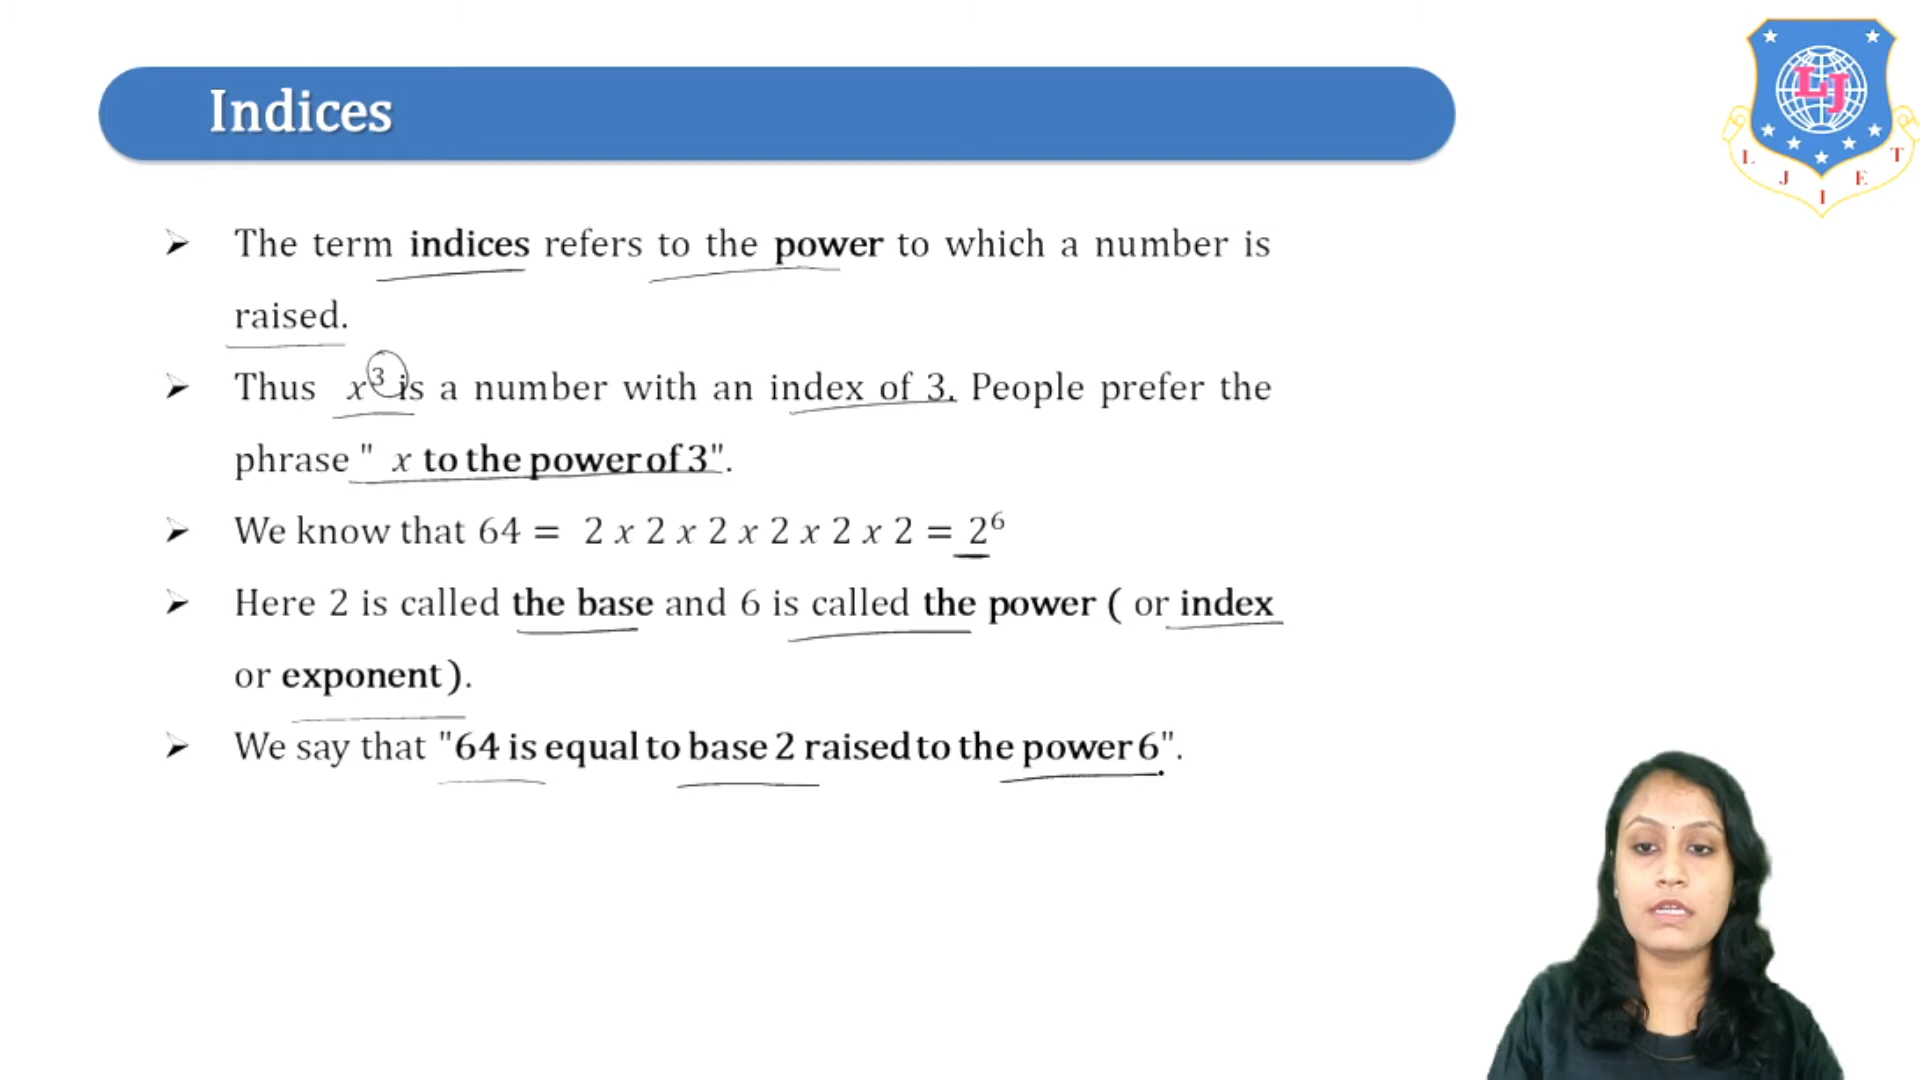 Indices
LJ
L J I E T
➢ The term indices refers to the power to which a number is
raised.
➢ Thus x³ is a number with an index of 3. People prefer the
phrase " x to the power of 3".
➢ We know that 64 = 2 x 2 x 2 x 2 x 2 x 2 = 2⁶
➢ Here 2 is called the base and 6 is called the power ( or index
or exponent ).
➢ We say that "64 is equal to base 2 raised to the power 6".